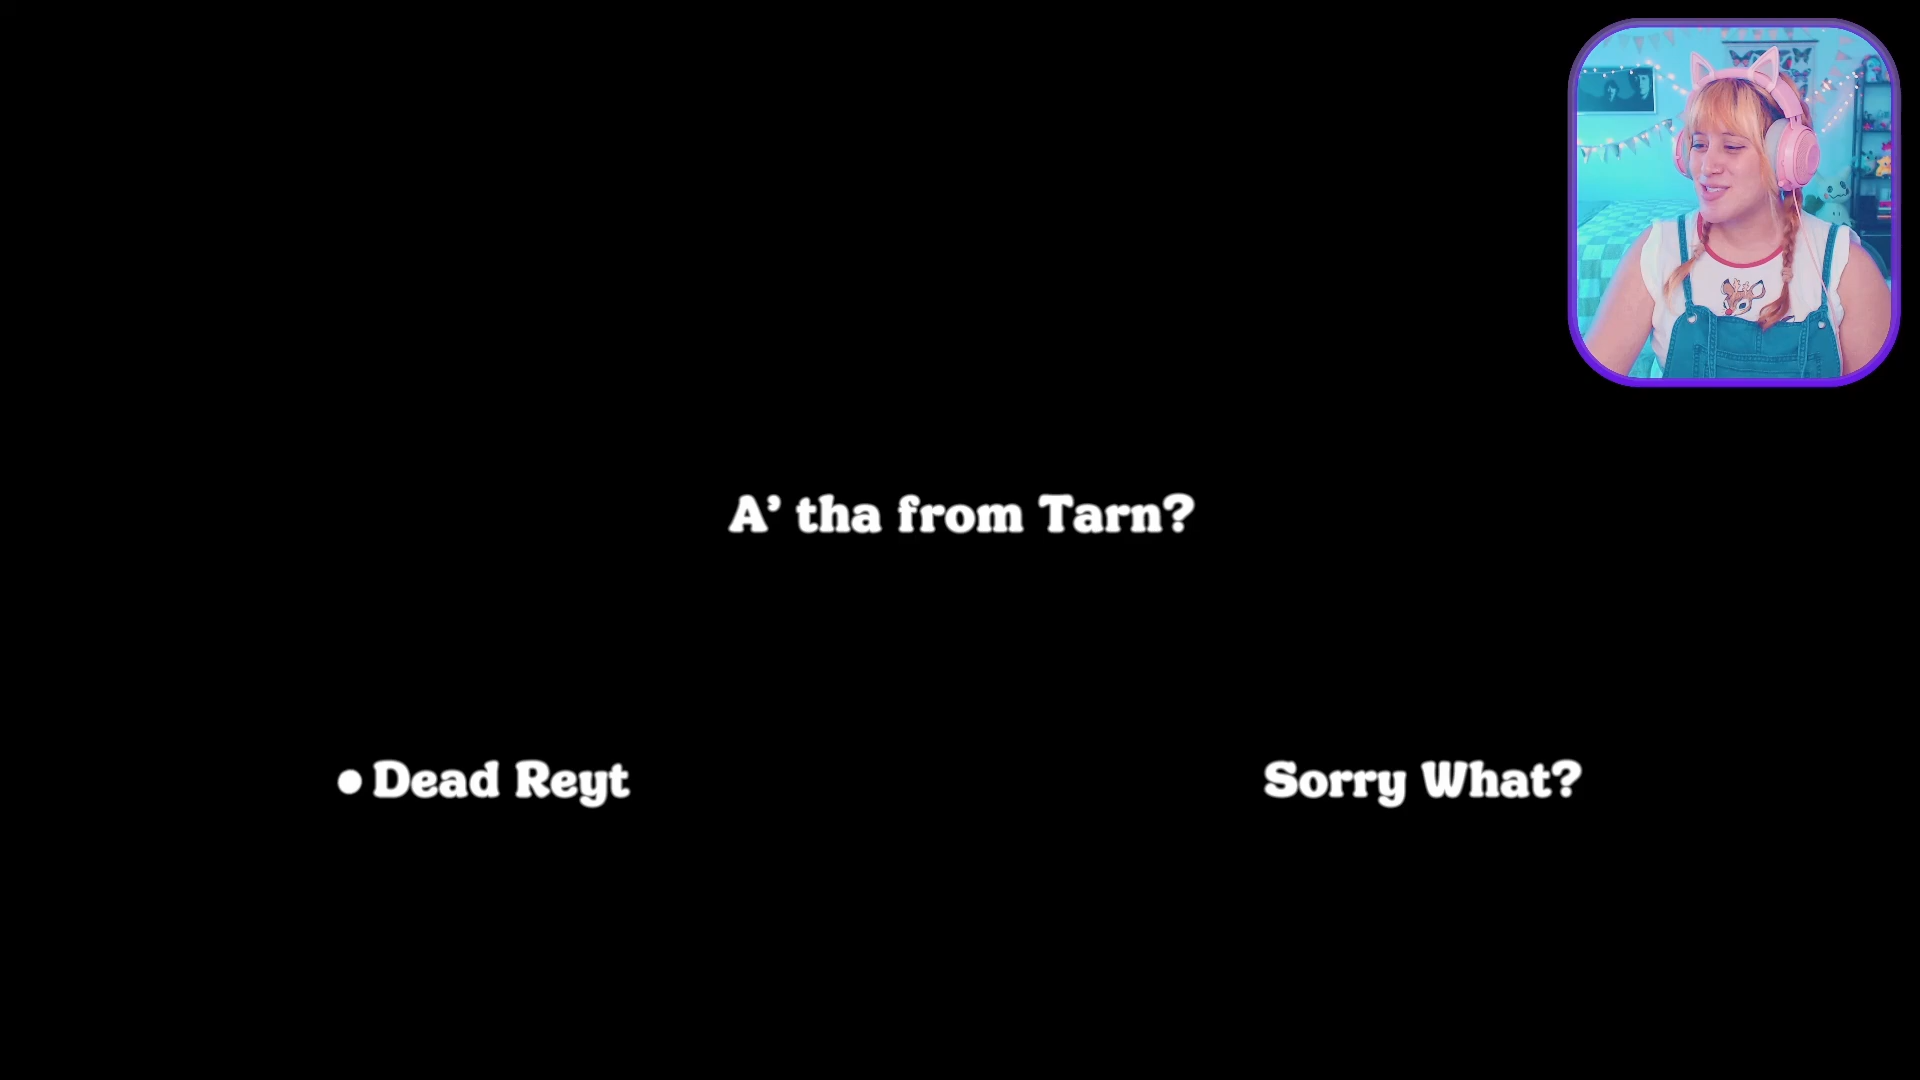 A’ tha from Tarn?
• Dead Reyt
Sorry What?